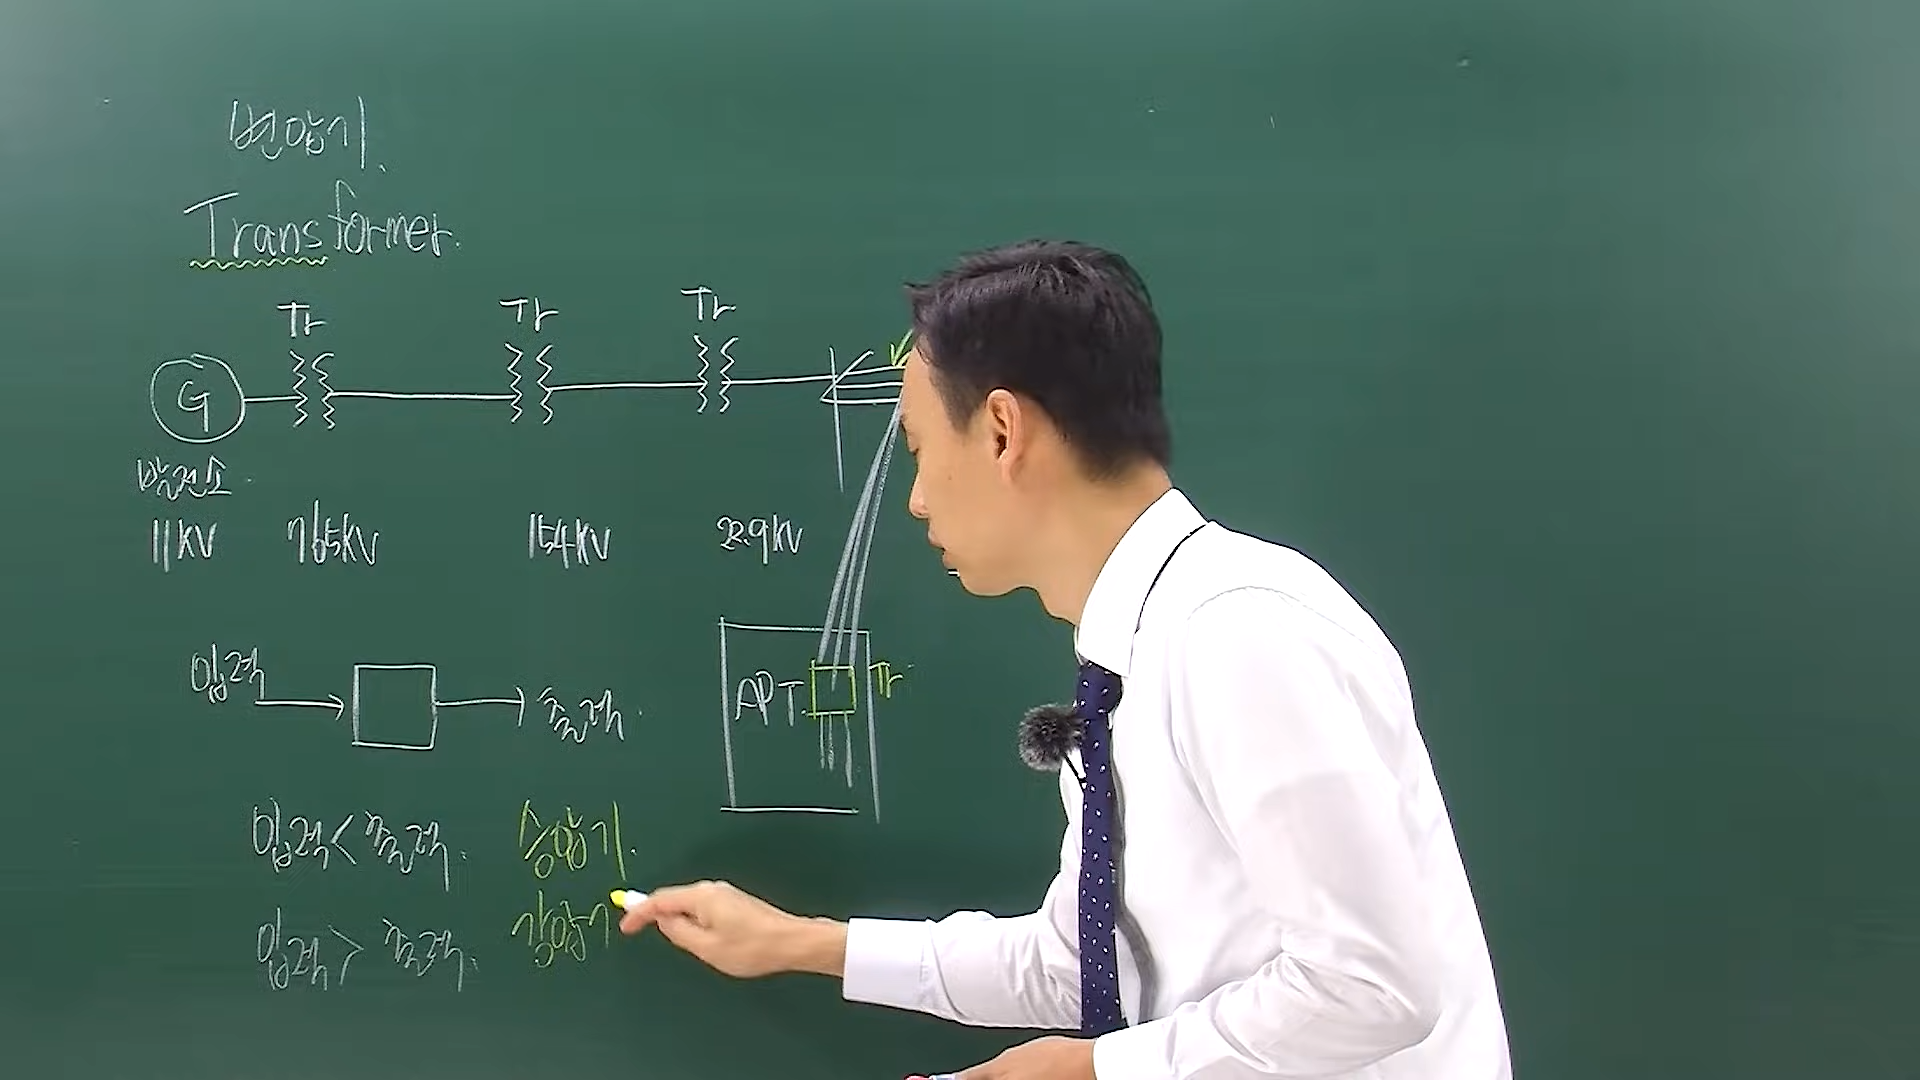 변압기.
Transformer.
Tr Tr Tr
G
발전소.
11kV 765kV 154kV 22.9kV
입력 출력.
APT. Tr
입력 < 출력. 승압기.
입력 > 출력. 강압기